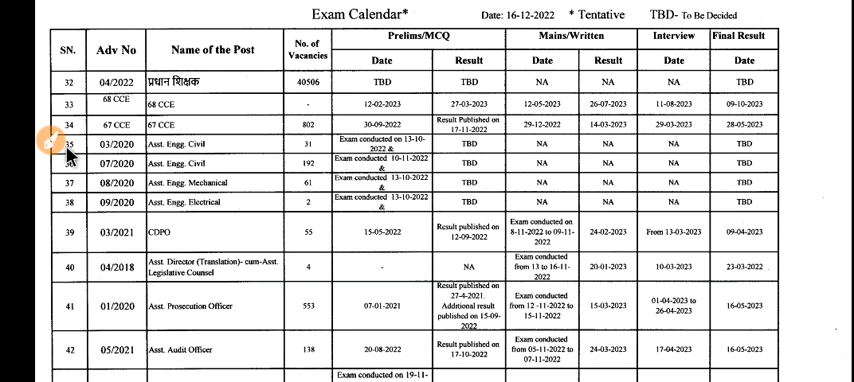 Exam Calendar* Date: 16-12-2022 * Tentative TBD- To Be Decided
SN. Adv No Name of the Post No. of Vacancies Prelims/MCQ Mains/Written Interview Final Result
Date Result Date Result Date Date
32 04/2022 प्रधान शिक्षक 40506 TBD TBD NA NA NA TBD
33 68 CCE 68 CCE - 12-02-2023 27-03-2023 12-05-2023 26-07-2023 11-08-2023 09-10-2023
34 67 CCE 67 CCE 802 30-09-2022 Result Published on 17-11-2022 29-12-2022 14-03-2023 29-03-2023 28-05-2023
35 03/2020 Asst. Engg. Civil 31 Exam conducted on 13-10-2022 & TBD NA NA NA TBD
36 07/2020 Asst. Engg. Civil 192 Exam conducted 10-11-2022 & TBD NA NA NA TBD
37 08/2020 Asst. Engg. Mechanical 61 Exam conducted 13-10-2022 & TBD NA NA NA TBD
38 09/2020 Asst. Engg. Electrical 2 Exam conducted 13-10-2022 & TBD NA NA NA TBD
39 03/2021 CDPO 55 15-05-2022 Result published on 12-09-2022 Exam conducted on 8-11-2022 to 09-11-2022 24-02-2023 From 13-03-2023 09-04-2023
40 04/2018 Asst. Director (Translation)- cum-Asst. Legislative Counsel 4 - NA Exam conducted from 13 to 16-11-2022 20-01-2023 10-03-2023 23-03-2022
41 01/2020 Asst. Prosecution Officer 553 07-01-2021 Result published on 27-4-2021. Additional result published on 15-09-2022 Exam conducted from 12 -11-2022 to 15-11-2022 15-03-2023 01-04-2023 to 26-04-2023 16-05-2023
42 05/2021 Asst. Audit Officer 138 20-08-2022 Result published on 17-10-2022 Exam conducted from 05-11-2022 to 07-11-2022 24-03-2023 17-04-2023 16-05-2023
Exam conducted on 19-11-